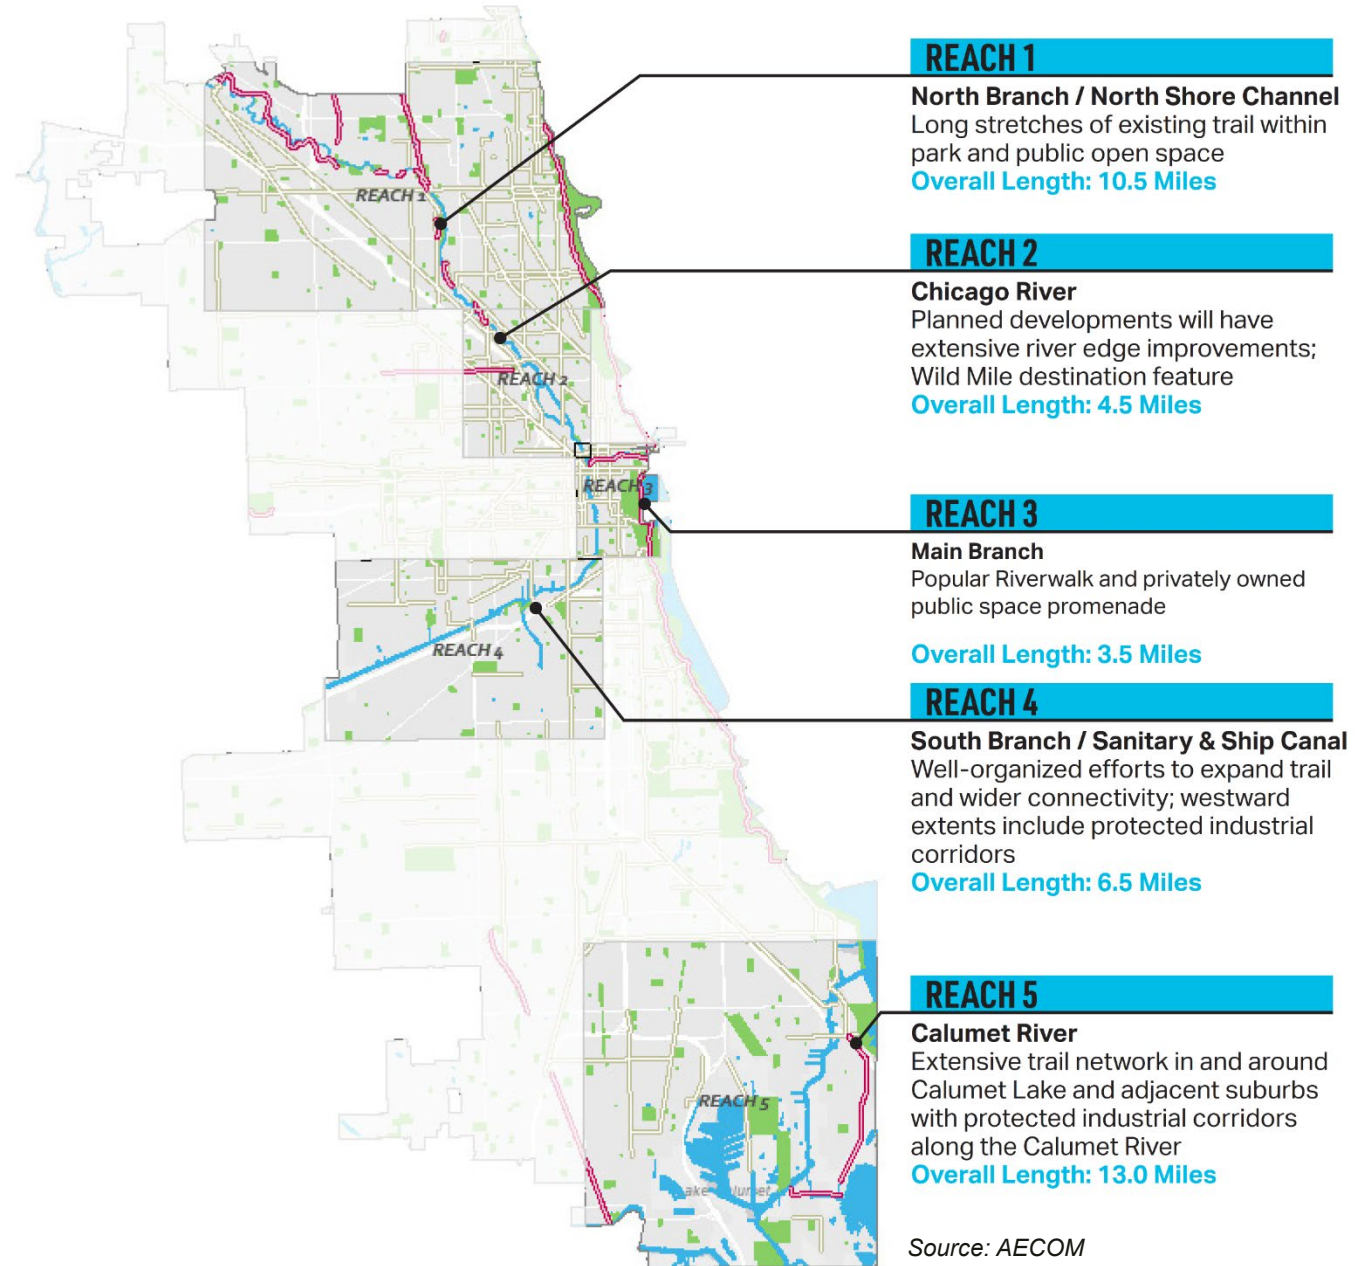 REACH 1
North Branch / North Shore Channel
Long stretches of existing trail within
park and public open space
Overall Length: 10.5 Miles
REACH 1
REACH 2
Chicago River
Planned developments will have
extensive river edge improvements;
Wild Mile destination feature
Overall Length: 4.5 Miles
REACH 2
REACH 3
REACH 3
Main Branch
Popular Riverwalk and privately owned
public space promenade
Overall Length: 3.5 Miles
REACH 4
REACH 4
South Branch / Sanitary & Ship Canal
Well-organized efforts to expand trail
and wider connectivity; westward
extents include protected industrial
corridors
Overall Length: 6.5 Miles
REACH 5
Calumet River
Extensive trail network in and around
Calumet Lake and adjacent suburbs
with protected industrial corridors
along the Calumet River
Overall Length: 13.0 Miles
REACH 5
Source: AECOM